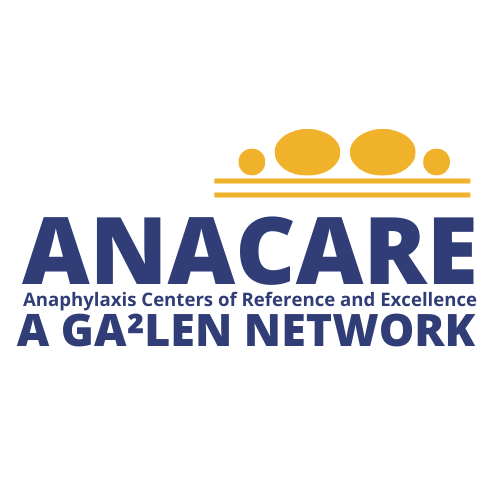 ANACARE
Anaphylaxis Centers of Reference and Excellence
A GA²LEN NETWORK